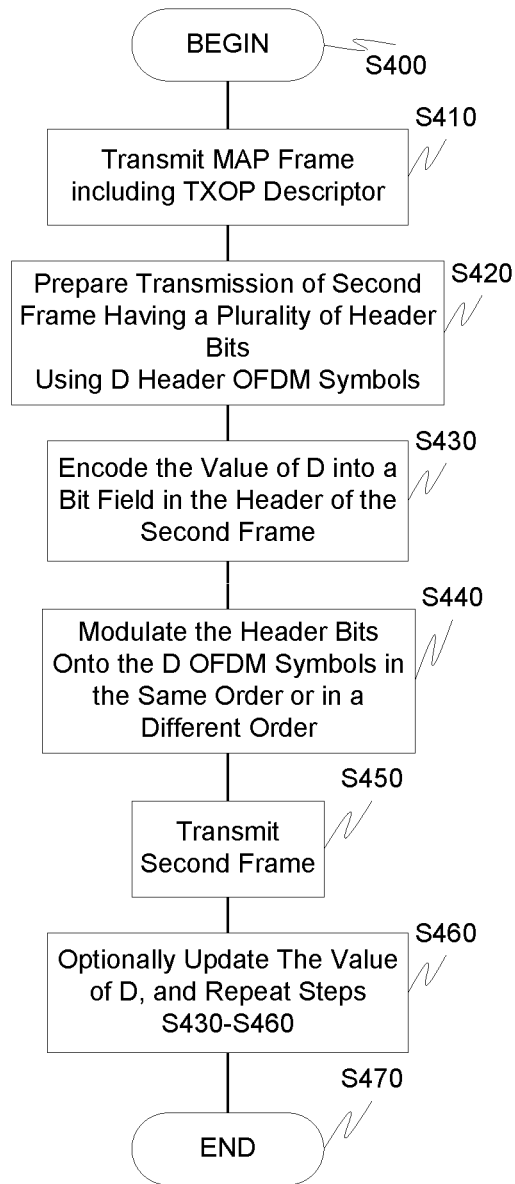 BEGIN
S400
S410
Transmit MAP Frame
including TXOP Descriptor
S420
Prepare Transmission of Second
Frame Having a Plurality of Header
Bits
Using D Header OFDM Symbols
S430
Encode the Value of D into a
Bit Field in the Header of the
Second Frame
S440
Modulate the Header Bits
Onto the D OFDM Symbols in
the Same Order or in a
Different Order
S450
Transmit
Second Frame
S460
Optionally Update The Value
of D, and Repeat Steps
S430-S460
S470
END